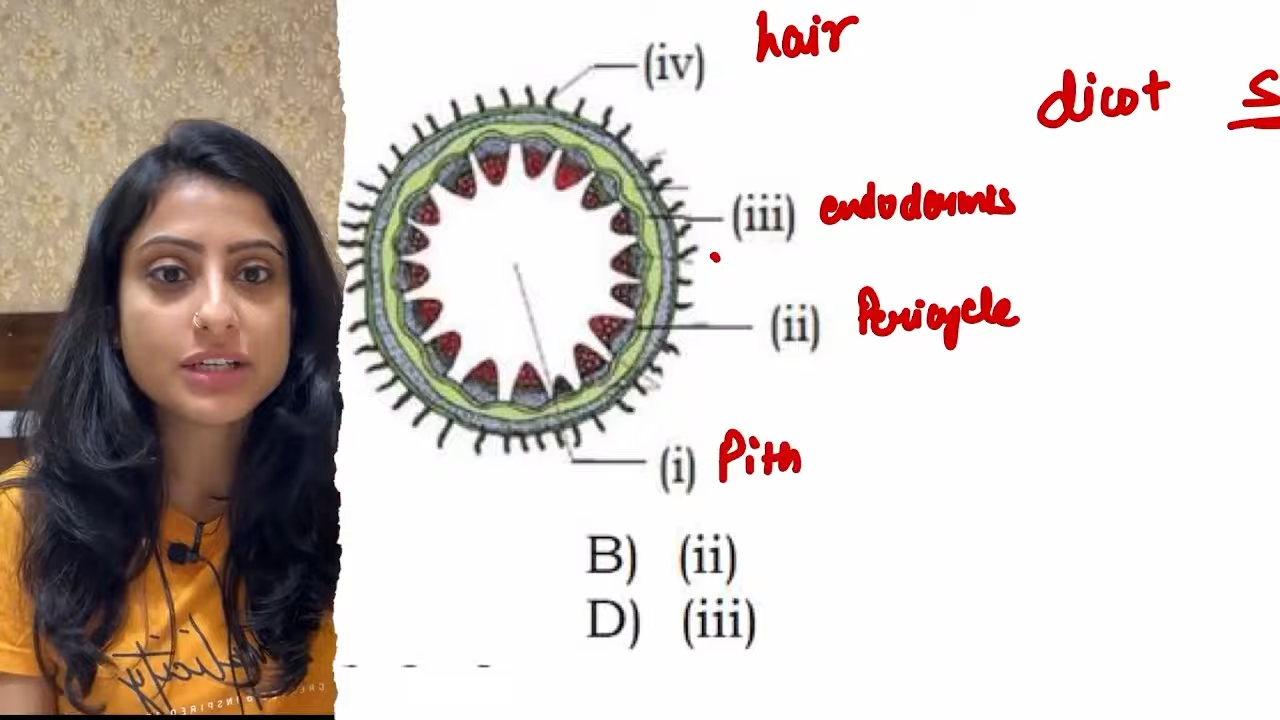 (iv) hair
dicot S
(iii) endodermis
(ii) Pericycle
(i) Pith
B) (ii)
D) (iii)